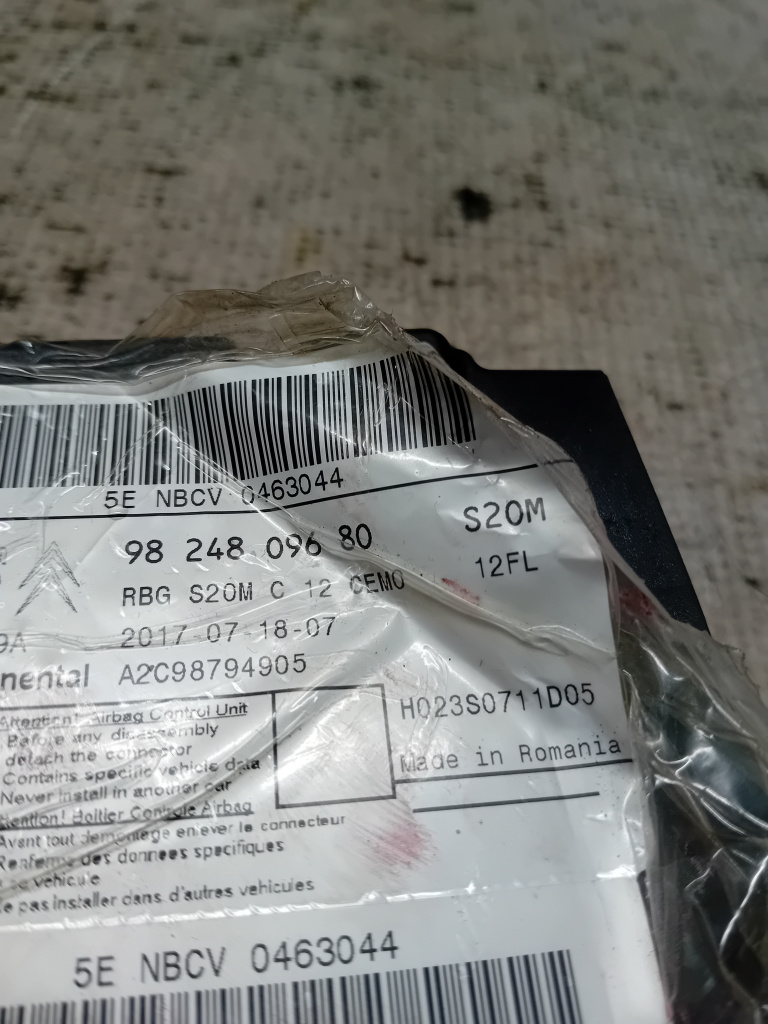 5E NBCV 0463044
98 248 096 80
S20M
RBG S20M C 12 CEMO
12FL
9A
2017-07-18-07
nental A2C98794905
Attention! Airbag Control Unit
Before any disassembly
detach the connector
Contains specific vehicle data
Never install in another car
H023S0711D05
Made in Romania
tention! Boitier Controle Airbag
Avant tout demontage enlever le connecteur
Renferme des donnees specifiques
vehicule
e pas installer dans d'autres vehicules
5E NBCV 0463044